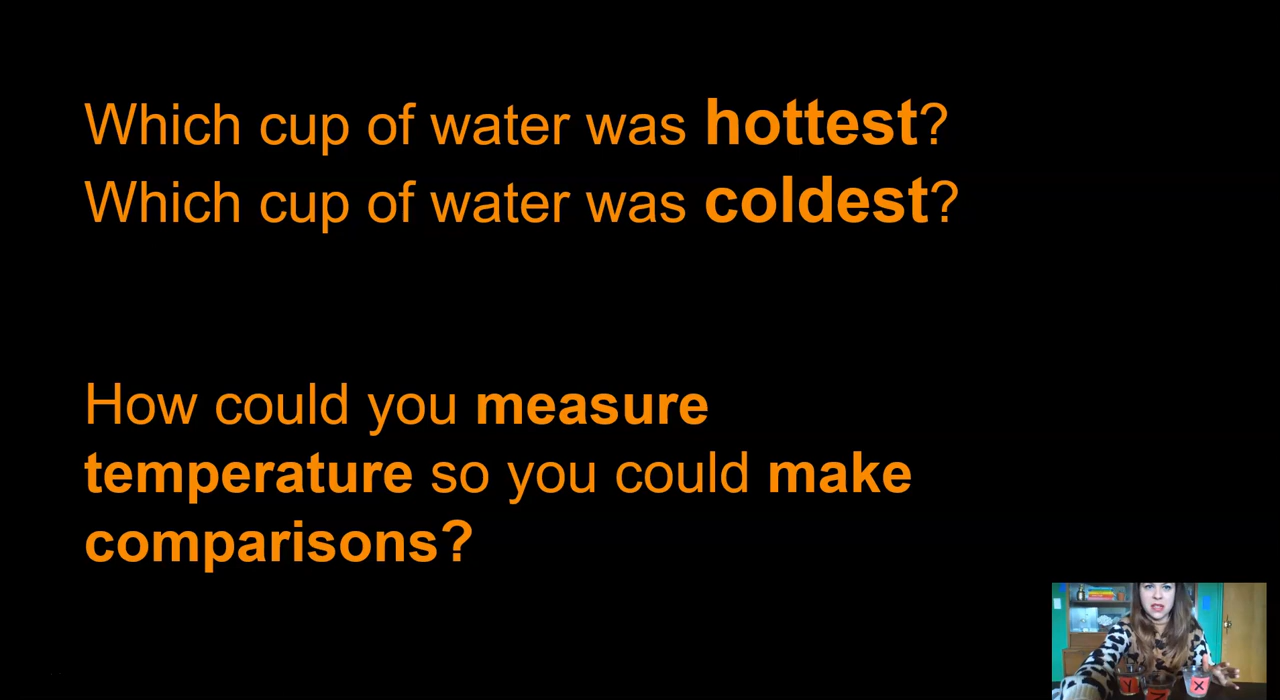 Which cup of water was hottest?
Which cup of water was coldest?
How could you measure
temperature so you could make
comparisons?
Y
Z
X